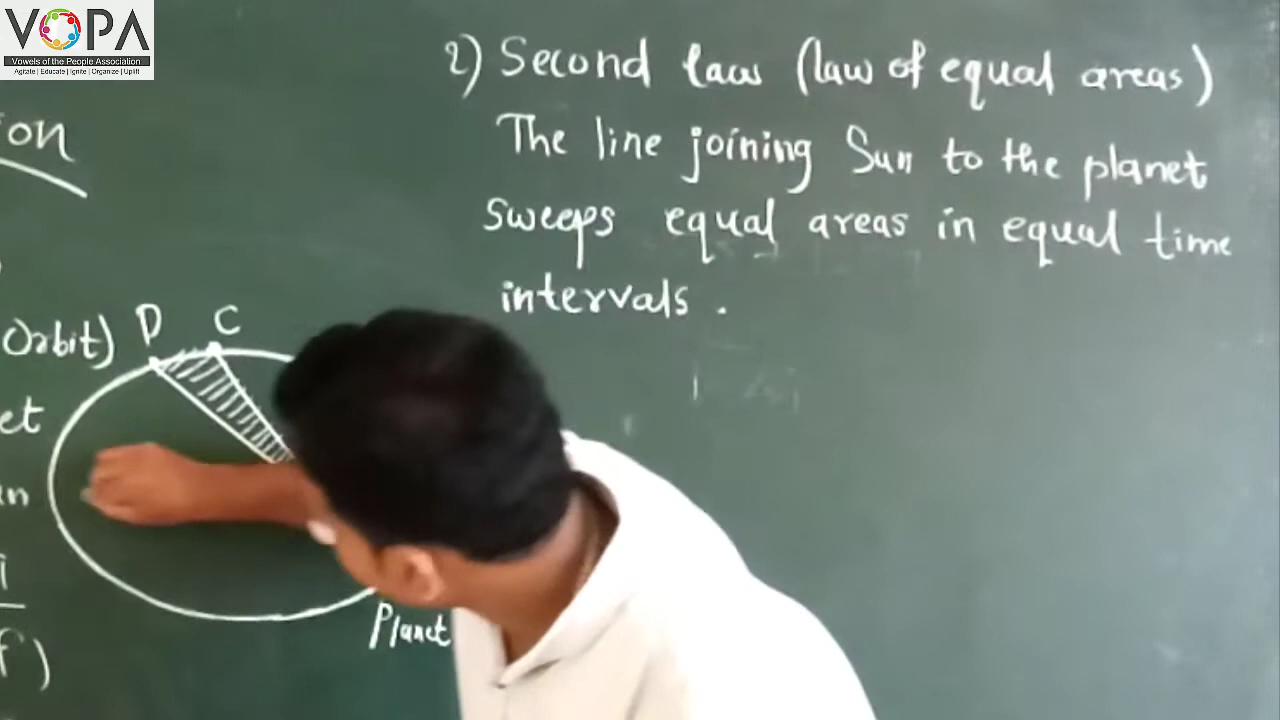 VOPA
Vowels of the People Association
Agitate | Educate | Ignite | Organize | Uplift
on
2) Second law (law of equal areas)
The line joining Sun to the planet
sweeps equal areas in equal time
intervals.
Orbit)
D
C
et
Planet